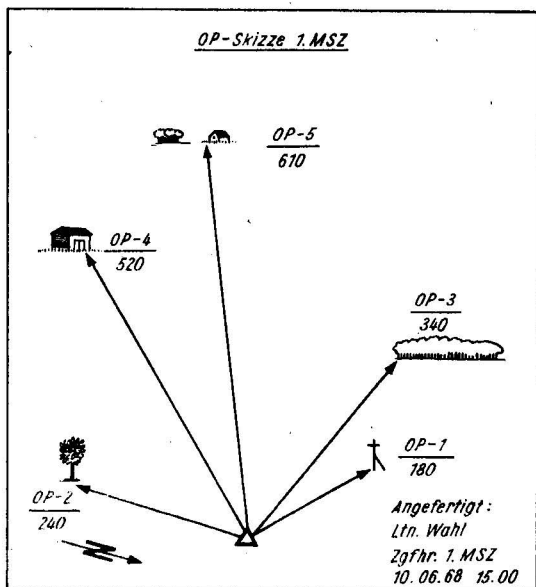 OP-Skizze 1. MSZ
OP-5
610
OP-4
520
OP-3
340
OP-1
180
OP-2
240
N
Angefertigt:
Ltn. Wahl
Zgfhr. 1. MSZ
10.06.68 15.00